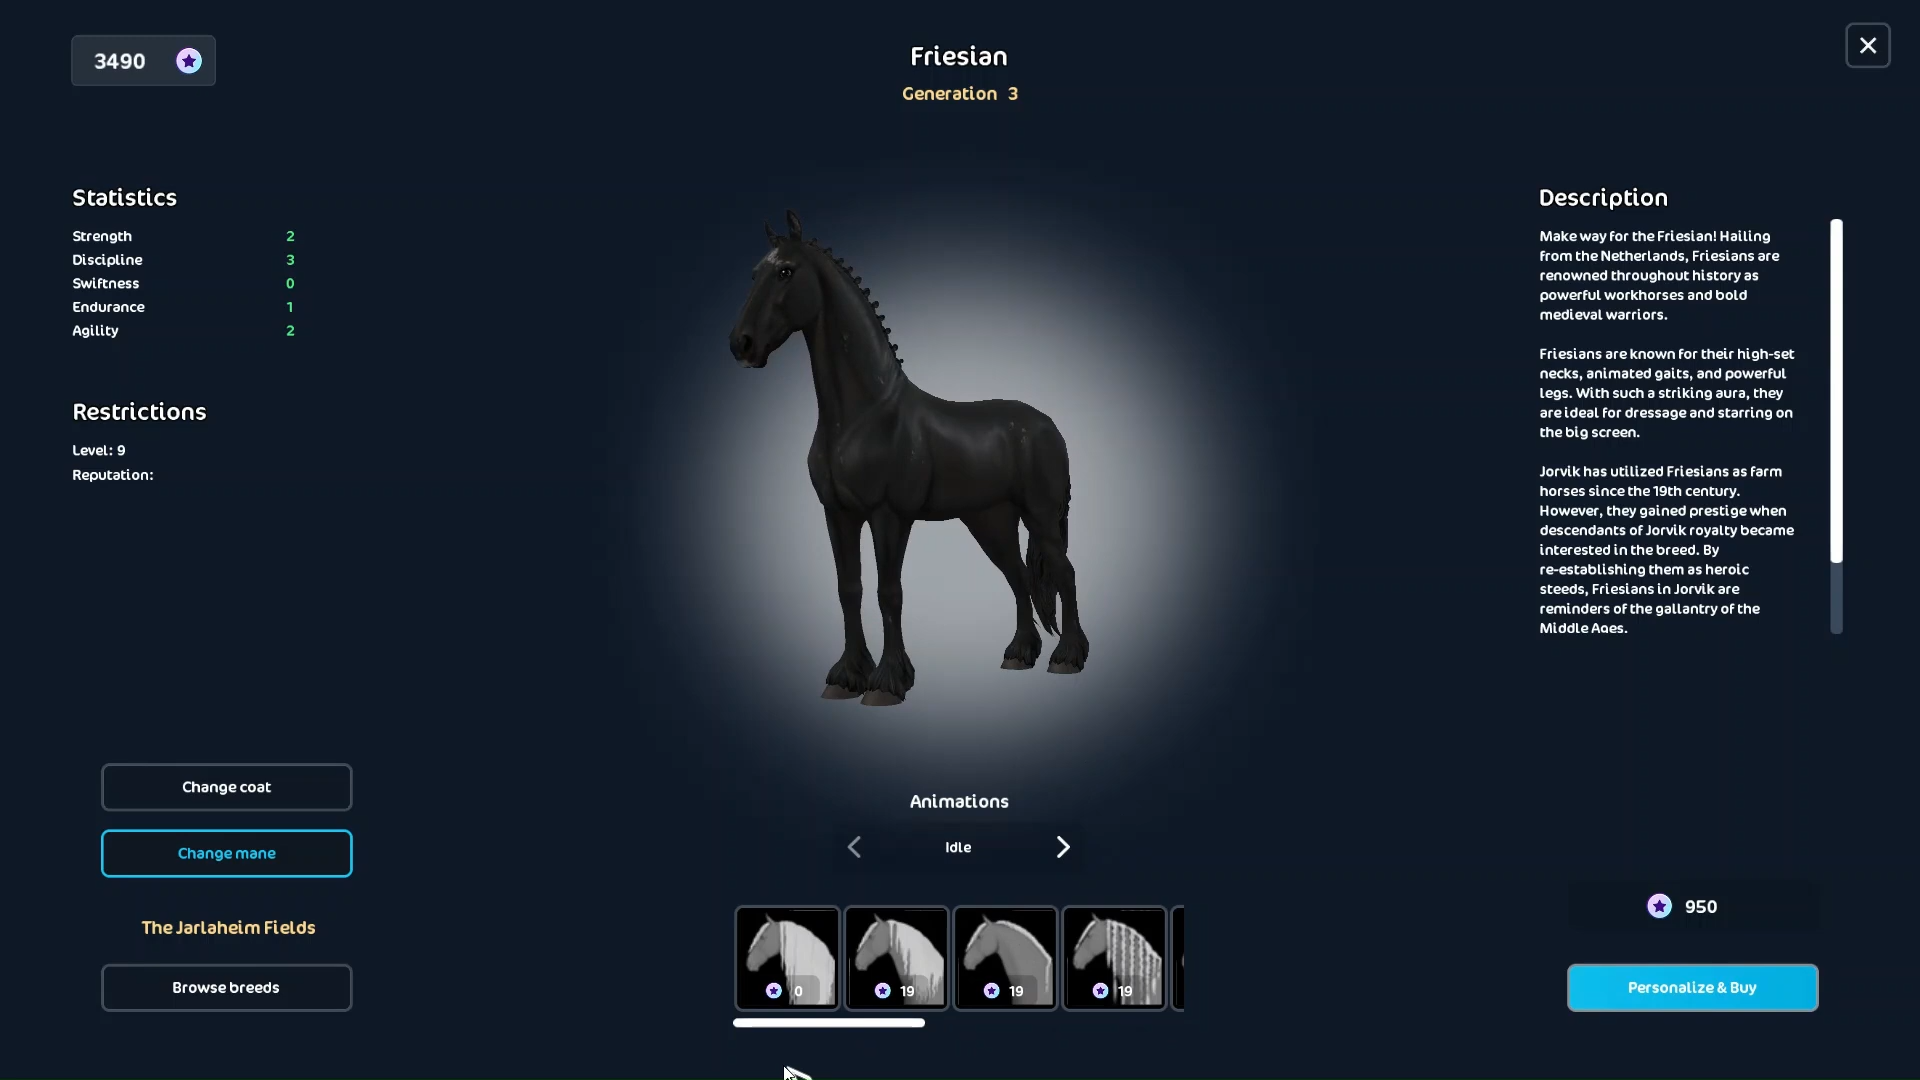 3490
Friesian
Generation 3
Statistics
Strength 2
Discipline 3
Swiftness 0
Endurance 1
Agility 2
Restrictions
Level: 9
Reputation:
Description
Make way for the Friesian! Hailing
from the Netherlands, Friesians are
renowned throughout history as
powerful workhorses and bold
medieval warriors.
Friesians are known for their high-set
necks, animated gaits, and powerful
legs. With such a striking aura, they
are ideal for dressage and starring on
the big screen.
Jorvik has utilized Friesians as farm
horses since the 19th century.
However, they gained prestige when
descendants of Jorvik royalty became
interested in the breed. By
re-establishing them as heroic
steeds, Friesians in Jorvik are
reminders of the gallantry of the
Middle Ages.
Change coat
Change mane
The Jarlaheim Fields
Browse breeds
Animations
Idle
0
19
19
19
950
Personalize & Buy